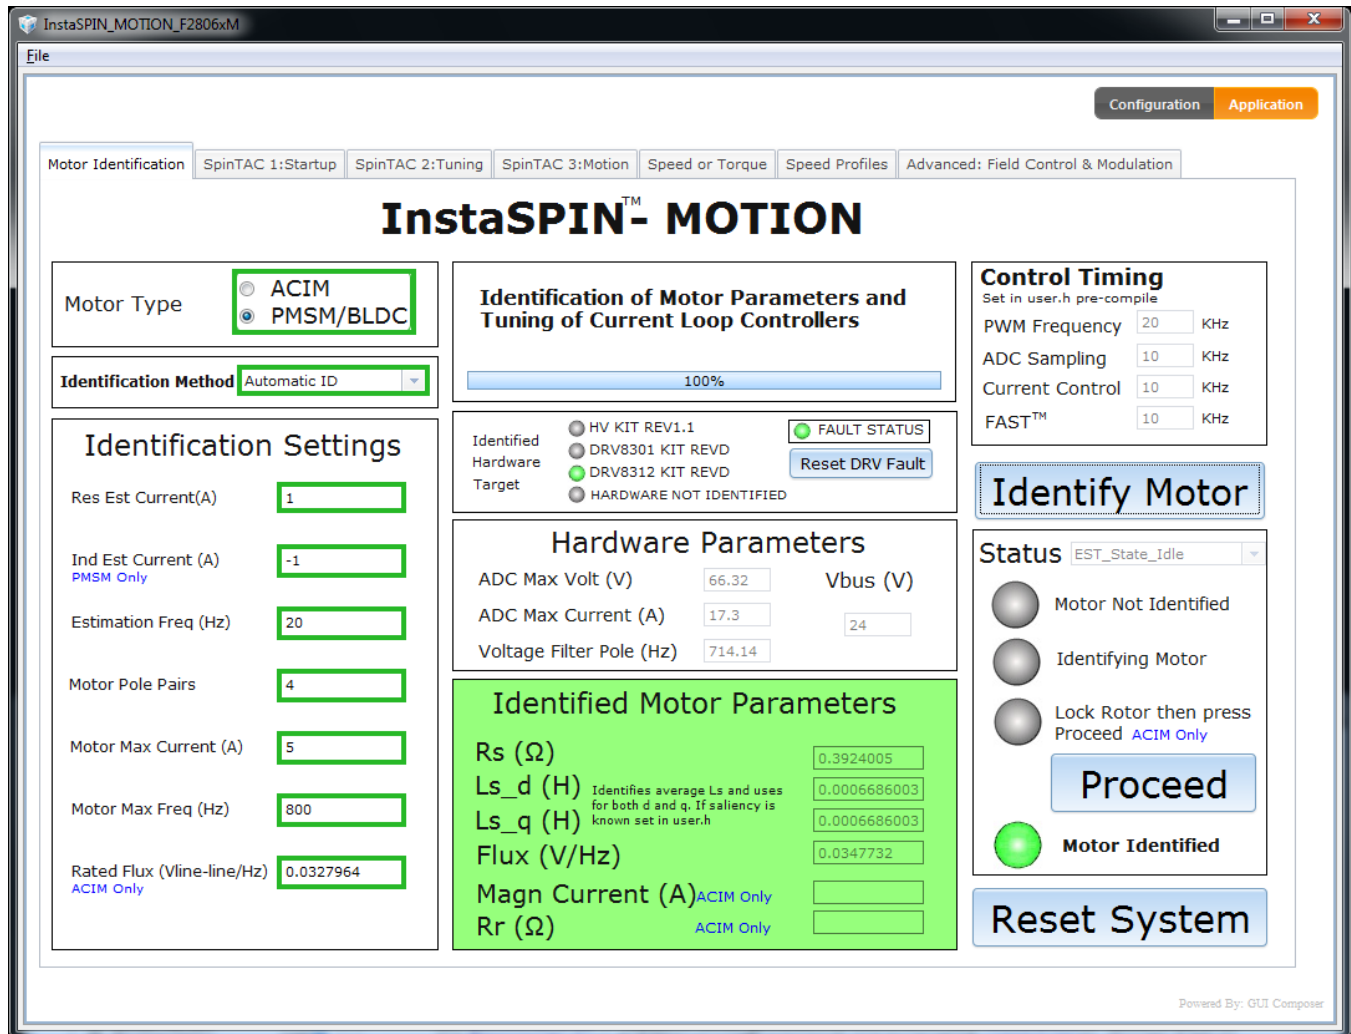 InstaSPIN_MOTION_F2806xM
File
Configuration Application
Motor Identification SpinTAC 1:Startup SpinTAC 2:Tuning SpinTAC 3:Motion Speed or Torque Speed Profiles Advanced: Field Control & Modulation
InstaSPIN™- MOTION
Motor Type
ACIM
PMSM/BLDC
Identification Method Automatic ID
Identification Settings
Res Est Current(A) 1
Ind Est Current (A) -1
PMSM Only
Estimation Freq (Hz) 20
Motor Pole Pairs 4
Motor Max Current (A) 5
Motor Max Freq (Hz) 800
Rated Flux (Vline-line/Hz) 0.0327964
ACIM Only
Identification of Motor Parameters and
Tuning of Current Loop Controllers
100%
Identified
Hardware
Target
HV KIT REV1.1
DRV8301 KIT REVD
DRV8312 KIT REVD
HARDWARE NOT IDENTIFIED
FAULT STATUS
Reset DRV Fault
Hardware Parameters
ADC Max Volt (V) 66.32
ADC Max Current (A) 17.3
Voltage Filter Pole (Hz) 714.14
Vbus (V)
24
Identified Motor Parameters
Rs (Ω) 0.3924005
Ls_d (H) 0.0006686003
Identifies average Ls and uses
for both d and q. If saliency is
known set in user.h
Ls_q (H) 0.0006686003
Flux (V/Hz) 0.0347732
Magn Current (A) ACIM Only
Rr (Ω) ACIM Only
Control Timing
Set in user.h pre-compile
PWM Frequency 20 KHz
ADC Sampling 10 KHz
Current Control 10 KHz
FAST™ 10 KHz
Identify Motor
Status EST_State_Idle
Motor Not Identified
Identifying Motor
Lock Rotor then press
Proceed ACIM Only
Proceed
Motor Identified
Reset System
Powered By: GUI Composer